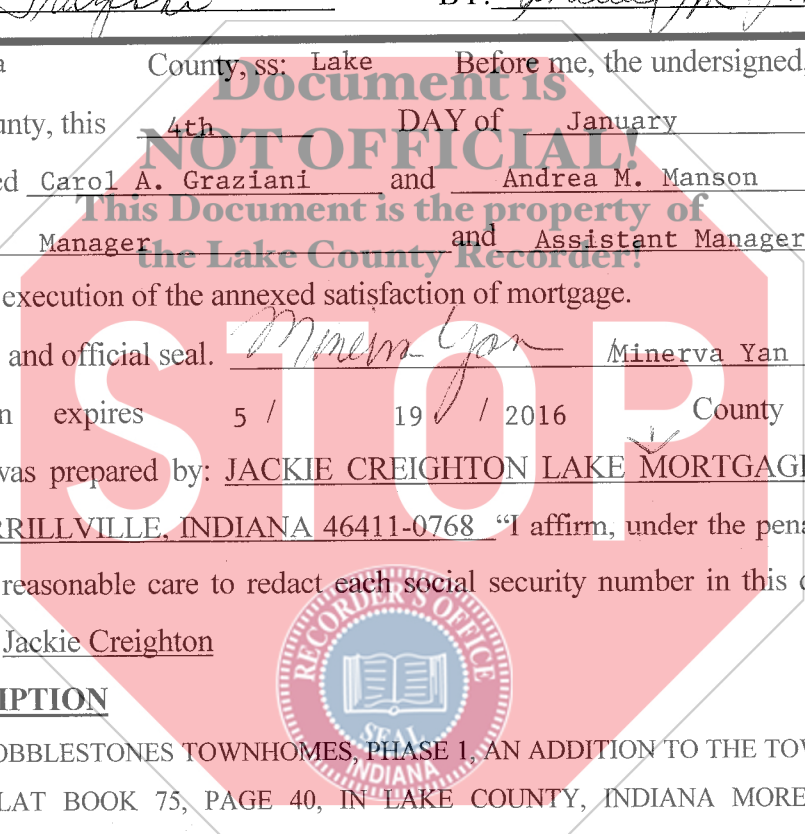 BY:
a County, ss: Lake Before me, the undersigned,
Document is
unty, this 4th DAY of January
NOT OFFICIAL!
ed Carol A. Graziani and Andrea M. Manson
This Document is the property of
Manager and Assistant Manager
the Lake County Recorder!
execution of the annexed satisfaction of mortgage.
STOP
and official seal. Minerva Yan Minerva Yan
n expires 5 / 19 / 2016 County
was prepared by: JACKIE CREIGHTON LAKE MORTGAGE
RRILLVILLE, INDIANA 46411-0768 “I affirm, under the pena
reasonable care to redact each social security number in this d
Jackie Creighton
RECORDER'S OFFICE
SEAL
INDIANA
IPTION
OBBLESTONES TOWNHOMES, PHASE 1, AN ADDITION TO THE TOW
LAT BOOK 75, PAGE 40, IN LAKE COUNTY, INDIANA MORE